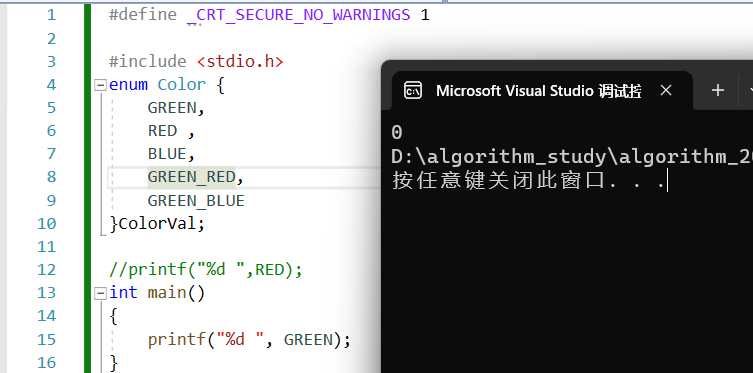 1 #define _CRT_SECURE_NO_WARNINGS 1
2
3 #include <stdio.h>
4 enum Color {
5 GREEN,
6 RED ,
7 BLUE,
8 GREEN_RED,
9 GREEN_BLUE
10 }ColorVal;
11
12 //printf("%d ",RED);
13 int main()
14 {
15 printf("%d ", GREEN);
16 }
Microsoft Visual Studio 调试控
0
D:\algorithm_study\algorithm_20
按任意键关闭此窗口. . .